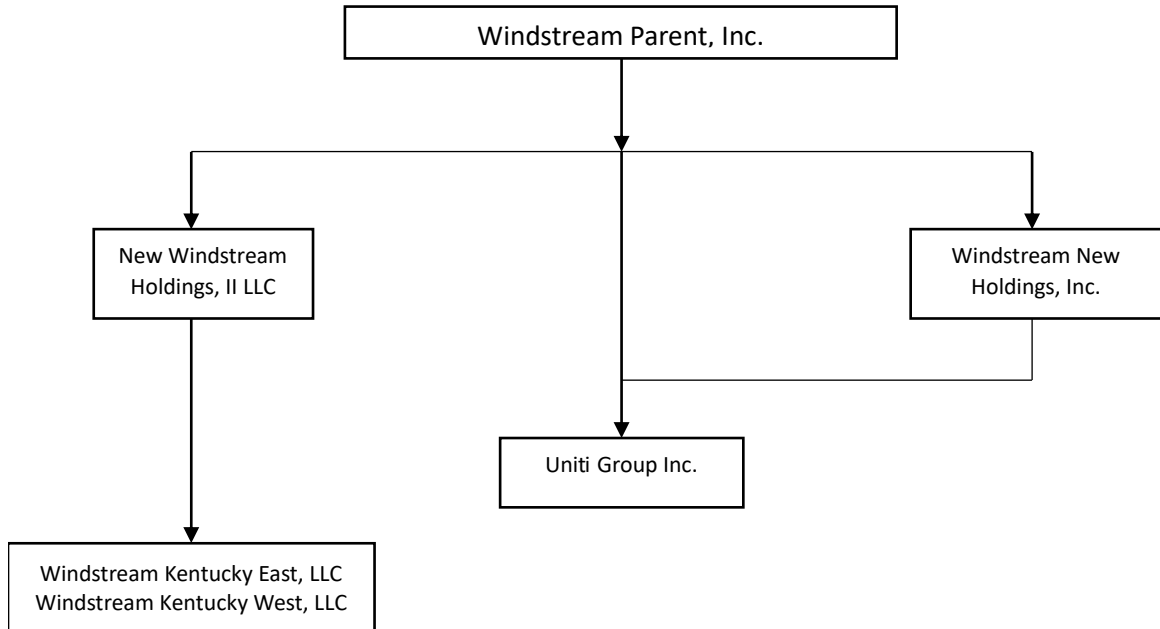 Windstream Parent, Inc.
New Windstream
Holdings, II LLC
Windstream New
Holdings, Inc.
Uniti Group Inc.
Windstream Kentucky East, LLC
Windstream Kentucky West, LLC